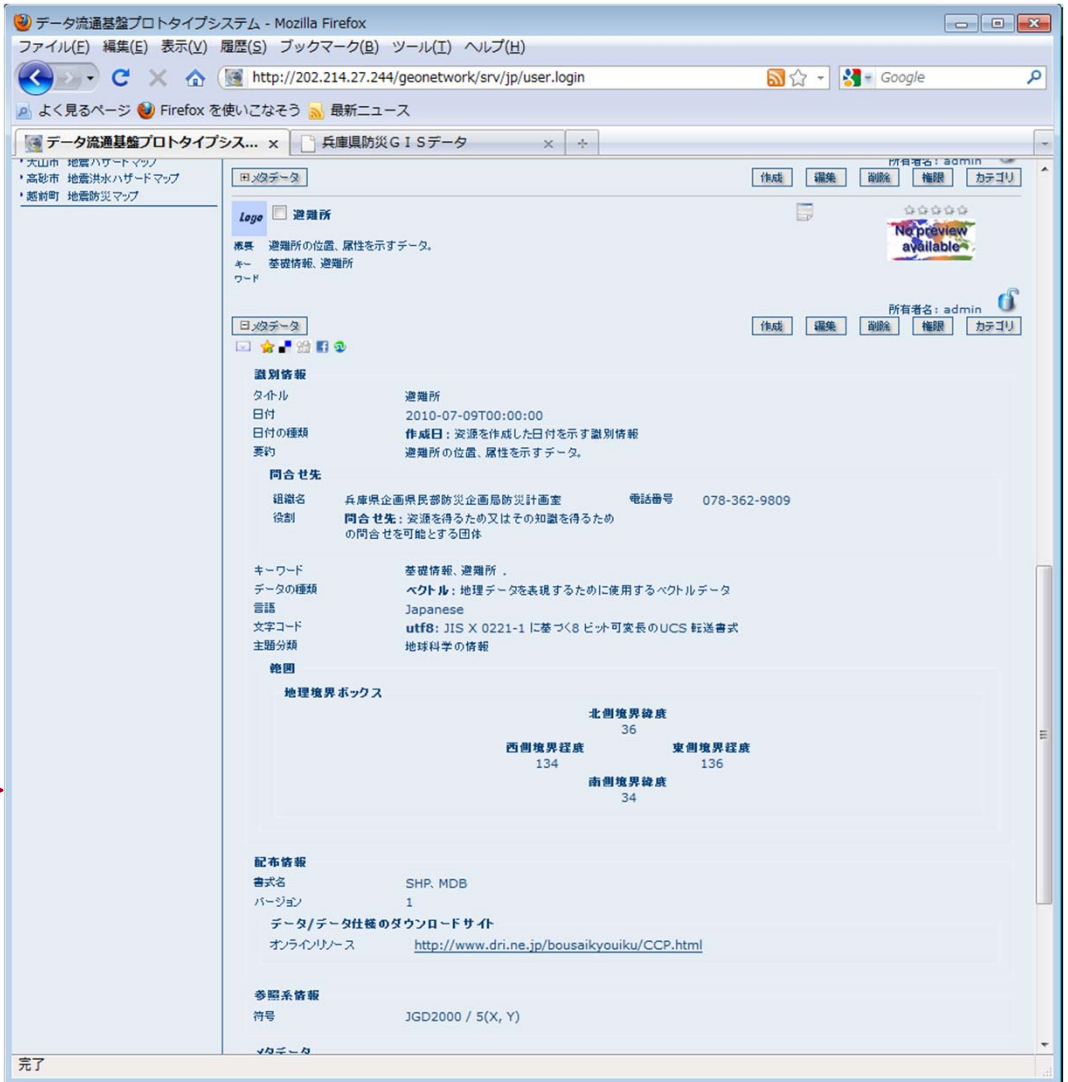 データ流通基盤プロトタイプシステム - Mozilla Firefox
ファイル(F) 編集(E) 表示(V) 履歴(S) ブックマーク(B) ツール(T) ヘルプ(H)
http://202.214.27.244/geonetwork/srv/jp/user.login
Google
よく見るページ Firefox を使いこなそう 最新ニュース
データ流通基盤プロトタイプシス... × 兵庫県防災GISデータ ×
地震ハザードマップ
高砂市 地震洪水ハザードマップ
越前町 地震防災マップ
所有者名: admin
メタデータ 作成 編集 削除 権限 カテゴリ
Logo 避難所
No preview available
概要 避難所の位置、属性を示すデータ。
キーワード 基礎情報、避難所
所有者名: admin
メタデータ 作成 編集 削除 権限 カテゴリ
識別情報
タイトル 避難所
日付 2010-07-09T00:00:00
日付の種類 作成日: 資源を作成した日付を示す識別情報
要約 避難所の位置、属性を示すデータ。
問合せ先
組織名 兵庫県企画県民部防災企画局防災計画室 電話番号 078-362-9809
役割 問合せ先: 資源を得るため又はその知識を得るため
の問合せを可能とする団体
キーワード 基礎情報、避難所 .
データの種類 ベクトル: 地理データを表現するために使用するベクトルデータ
言語 Japanese
文字コード utf8: JIS X 0221-1 に基づく8 ビット可変長のUCS 転送書式
主題分類 地球科学の情報
範囲
地理境界ボックス
北側境界緯度
36
西側境界経度 東側境界経度
134 136
南側境界緯度
34
配布情報
書式名 SHP、MDB
バージョン 1
データ/データ仕様のダウンロードサイト
オンラインリソース http://www.dri.ne.jp/bousaikyouiku/CCP.html
参照系情報
符号 JGD2000 / 5(X, Y)
メタデータ
完了